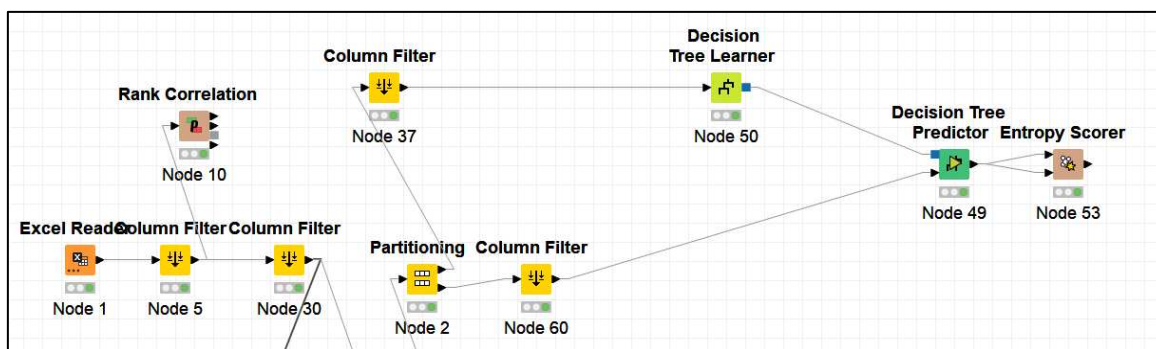 Decision
Tree Learner
Column Filter
Rank Correlation
Node 37
Node 50
Decision Tree
Predictor
Entropy Scorer
Node 10
Node 49
Node 53
Excel Reader
Column Filter
Column Filter
Partitioning
Column Filter
Node 1
Node 5
Node 30
Node 2
Node 60